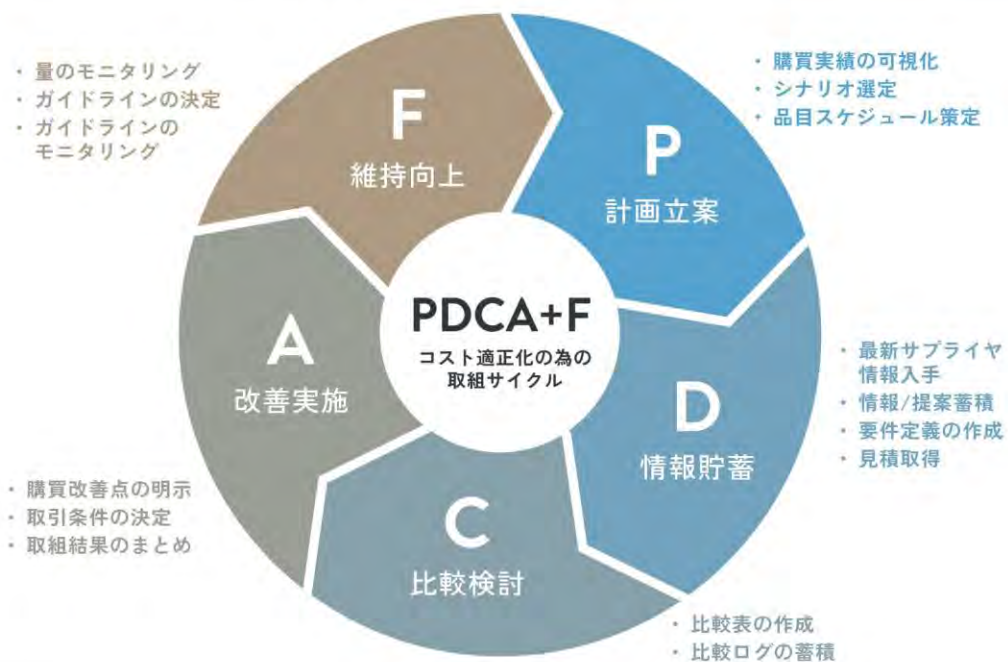 PDCA+F
コスト適正化の為の
取組サイクル
P
計画立案
・ 購買実績の可視化
・ シナリオ選定
・ 品目スケジュール策定
D
情報貯蓄
・ 最新サプライヤ
情報入手
・ 情報/提案蓄積
・ 要件定義の作成
・ 見積取得
C
比較検討
・ 比較表の作成
・ 比較ログの蓄積
A
改善実施
・ 購買改善点の明示
・ 取引条件の決定
・ 取組結果のまとめ
F
維持向上
・ 量のモニタリング
・ ガイドラインの決定
・ ガイドラインの
モニタリング